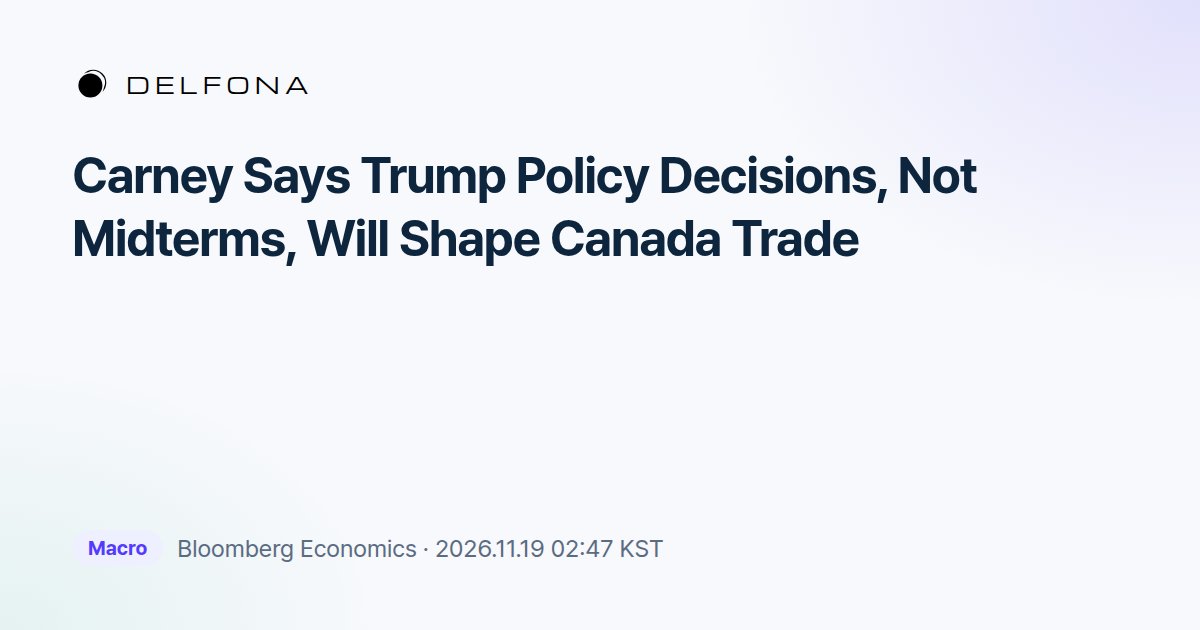 DELFONA
Carney Says Trump Policy Decisions, Not
Midterms, Will Shape Canada Trade
Macro Bloomberg Economics · 2026.11.19 02:47 KST